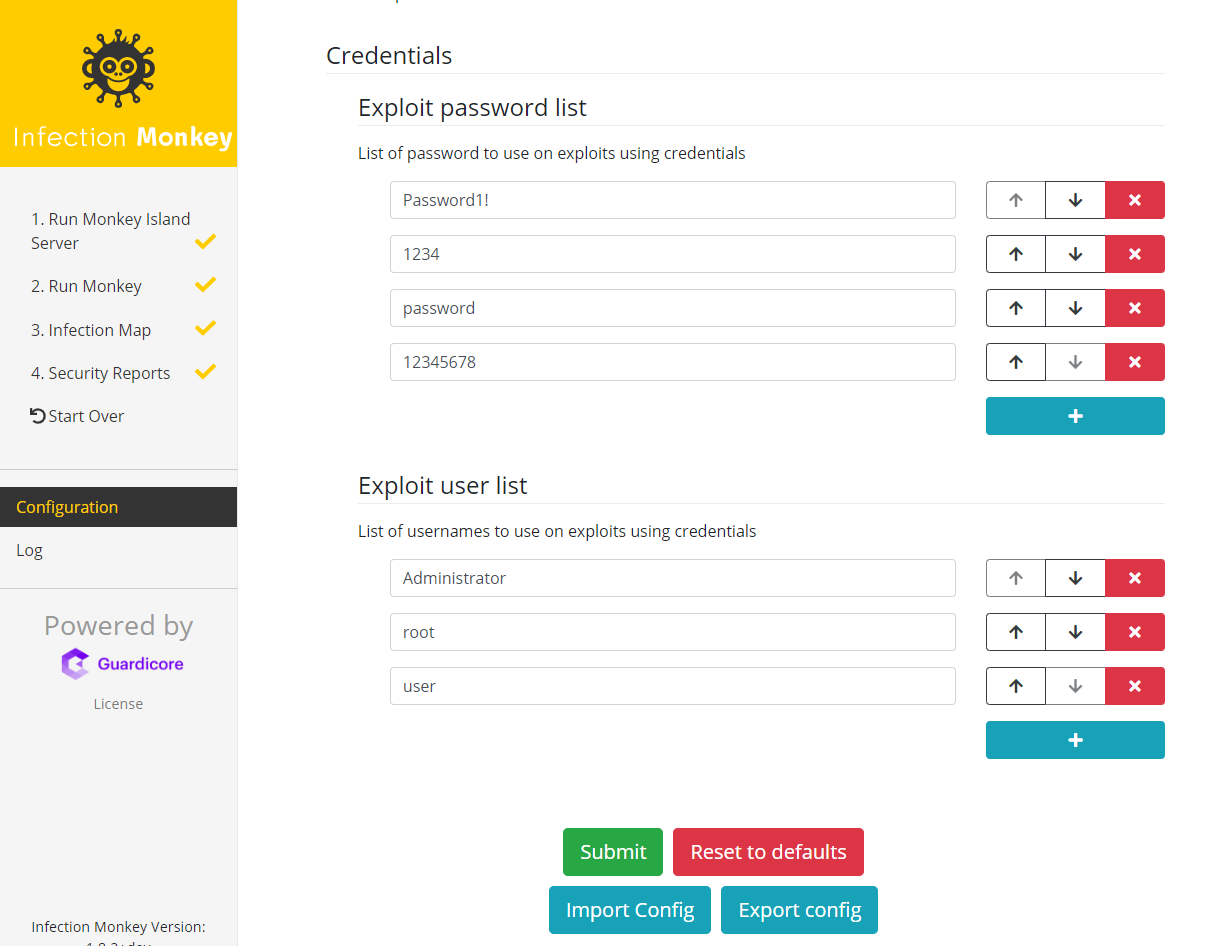 Infection Monkey
1. Run Monkey Island
Server
2. Run Monkey
3. Infection Map
4. Security Reports
Start Over
Configuration
Log
Powered by
Guardicore
License
Infection Monkey Version:
Credentials
Exploit password list
List of password to use on exploits using credentials
Password1!
1234
password
12345678
Exploit user list
List of usernames to use on exploits using credentials
Administrator
root
user
Submit
Reset to defaults
Import Config
Export config